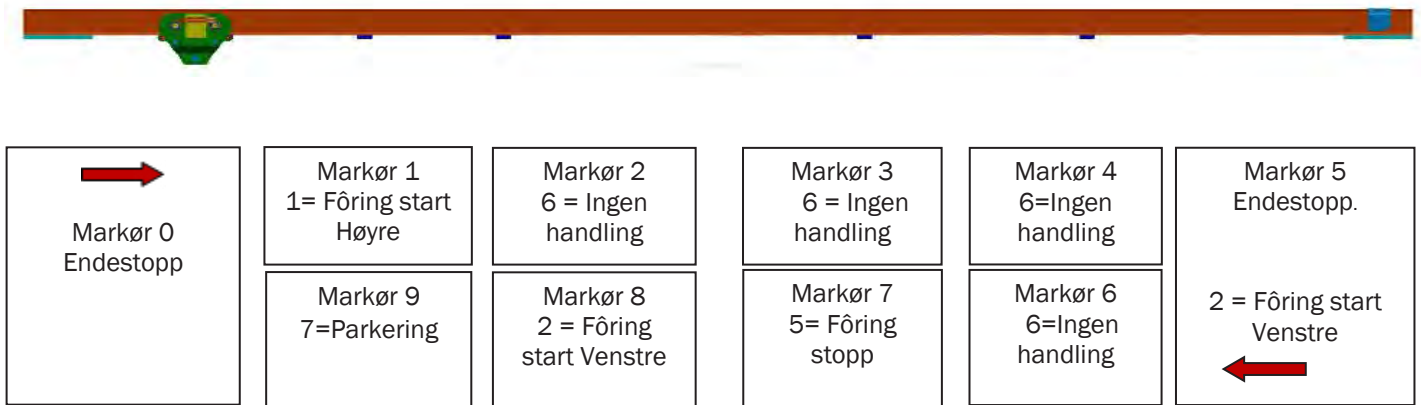 Markør 0
Endestopp
Markør 1
1= Fôring start
Høyre
Markør 2
6 = Ingen
handling
Markør 3
6 = Ingen
handling
Markør 4
6=Ingen
handling
Markør 5
Endestopp.
2 = Fôring start
Venstre
Markør 9
7=Parkering
Markør 8
2 = Fôring
start Venstre
Markør 7
5= Fôring
stopp
Markør 6
6=Ingen
handling